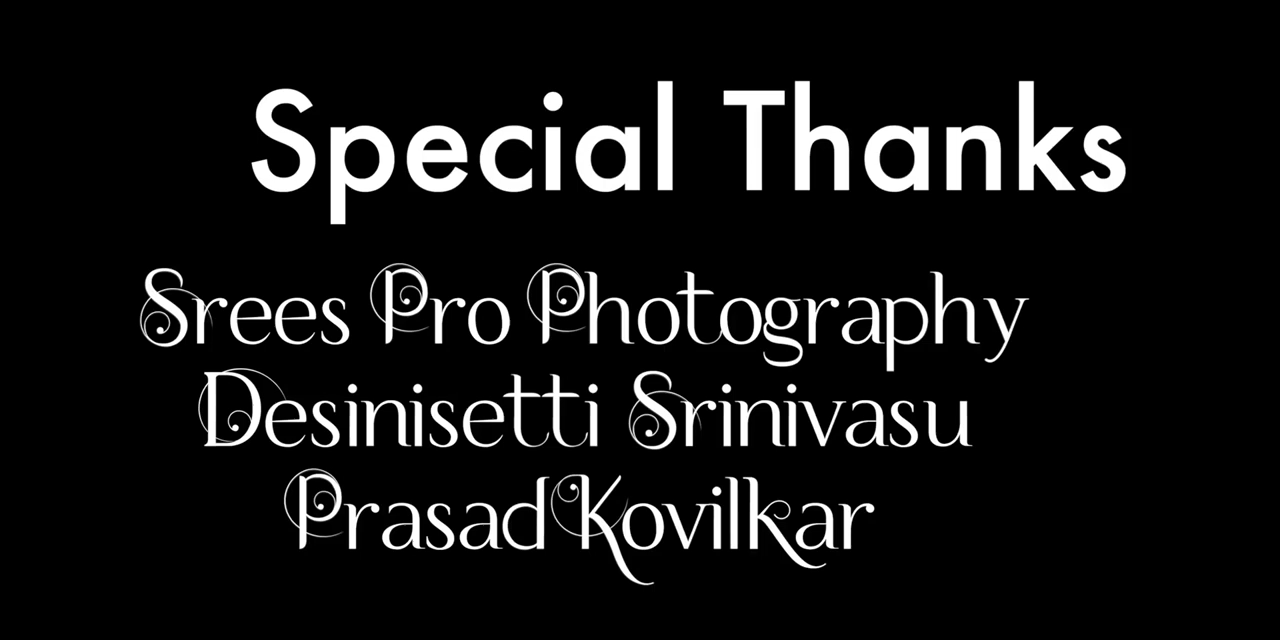 Special Thanks
Srees Pro Photography
Desinisetti Srinivasu
Prasad Kovilkar